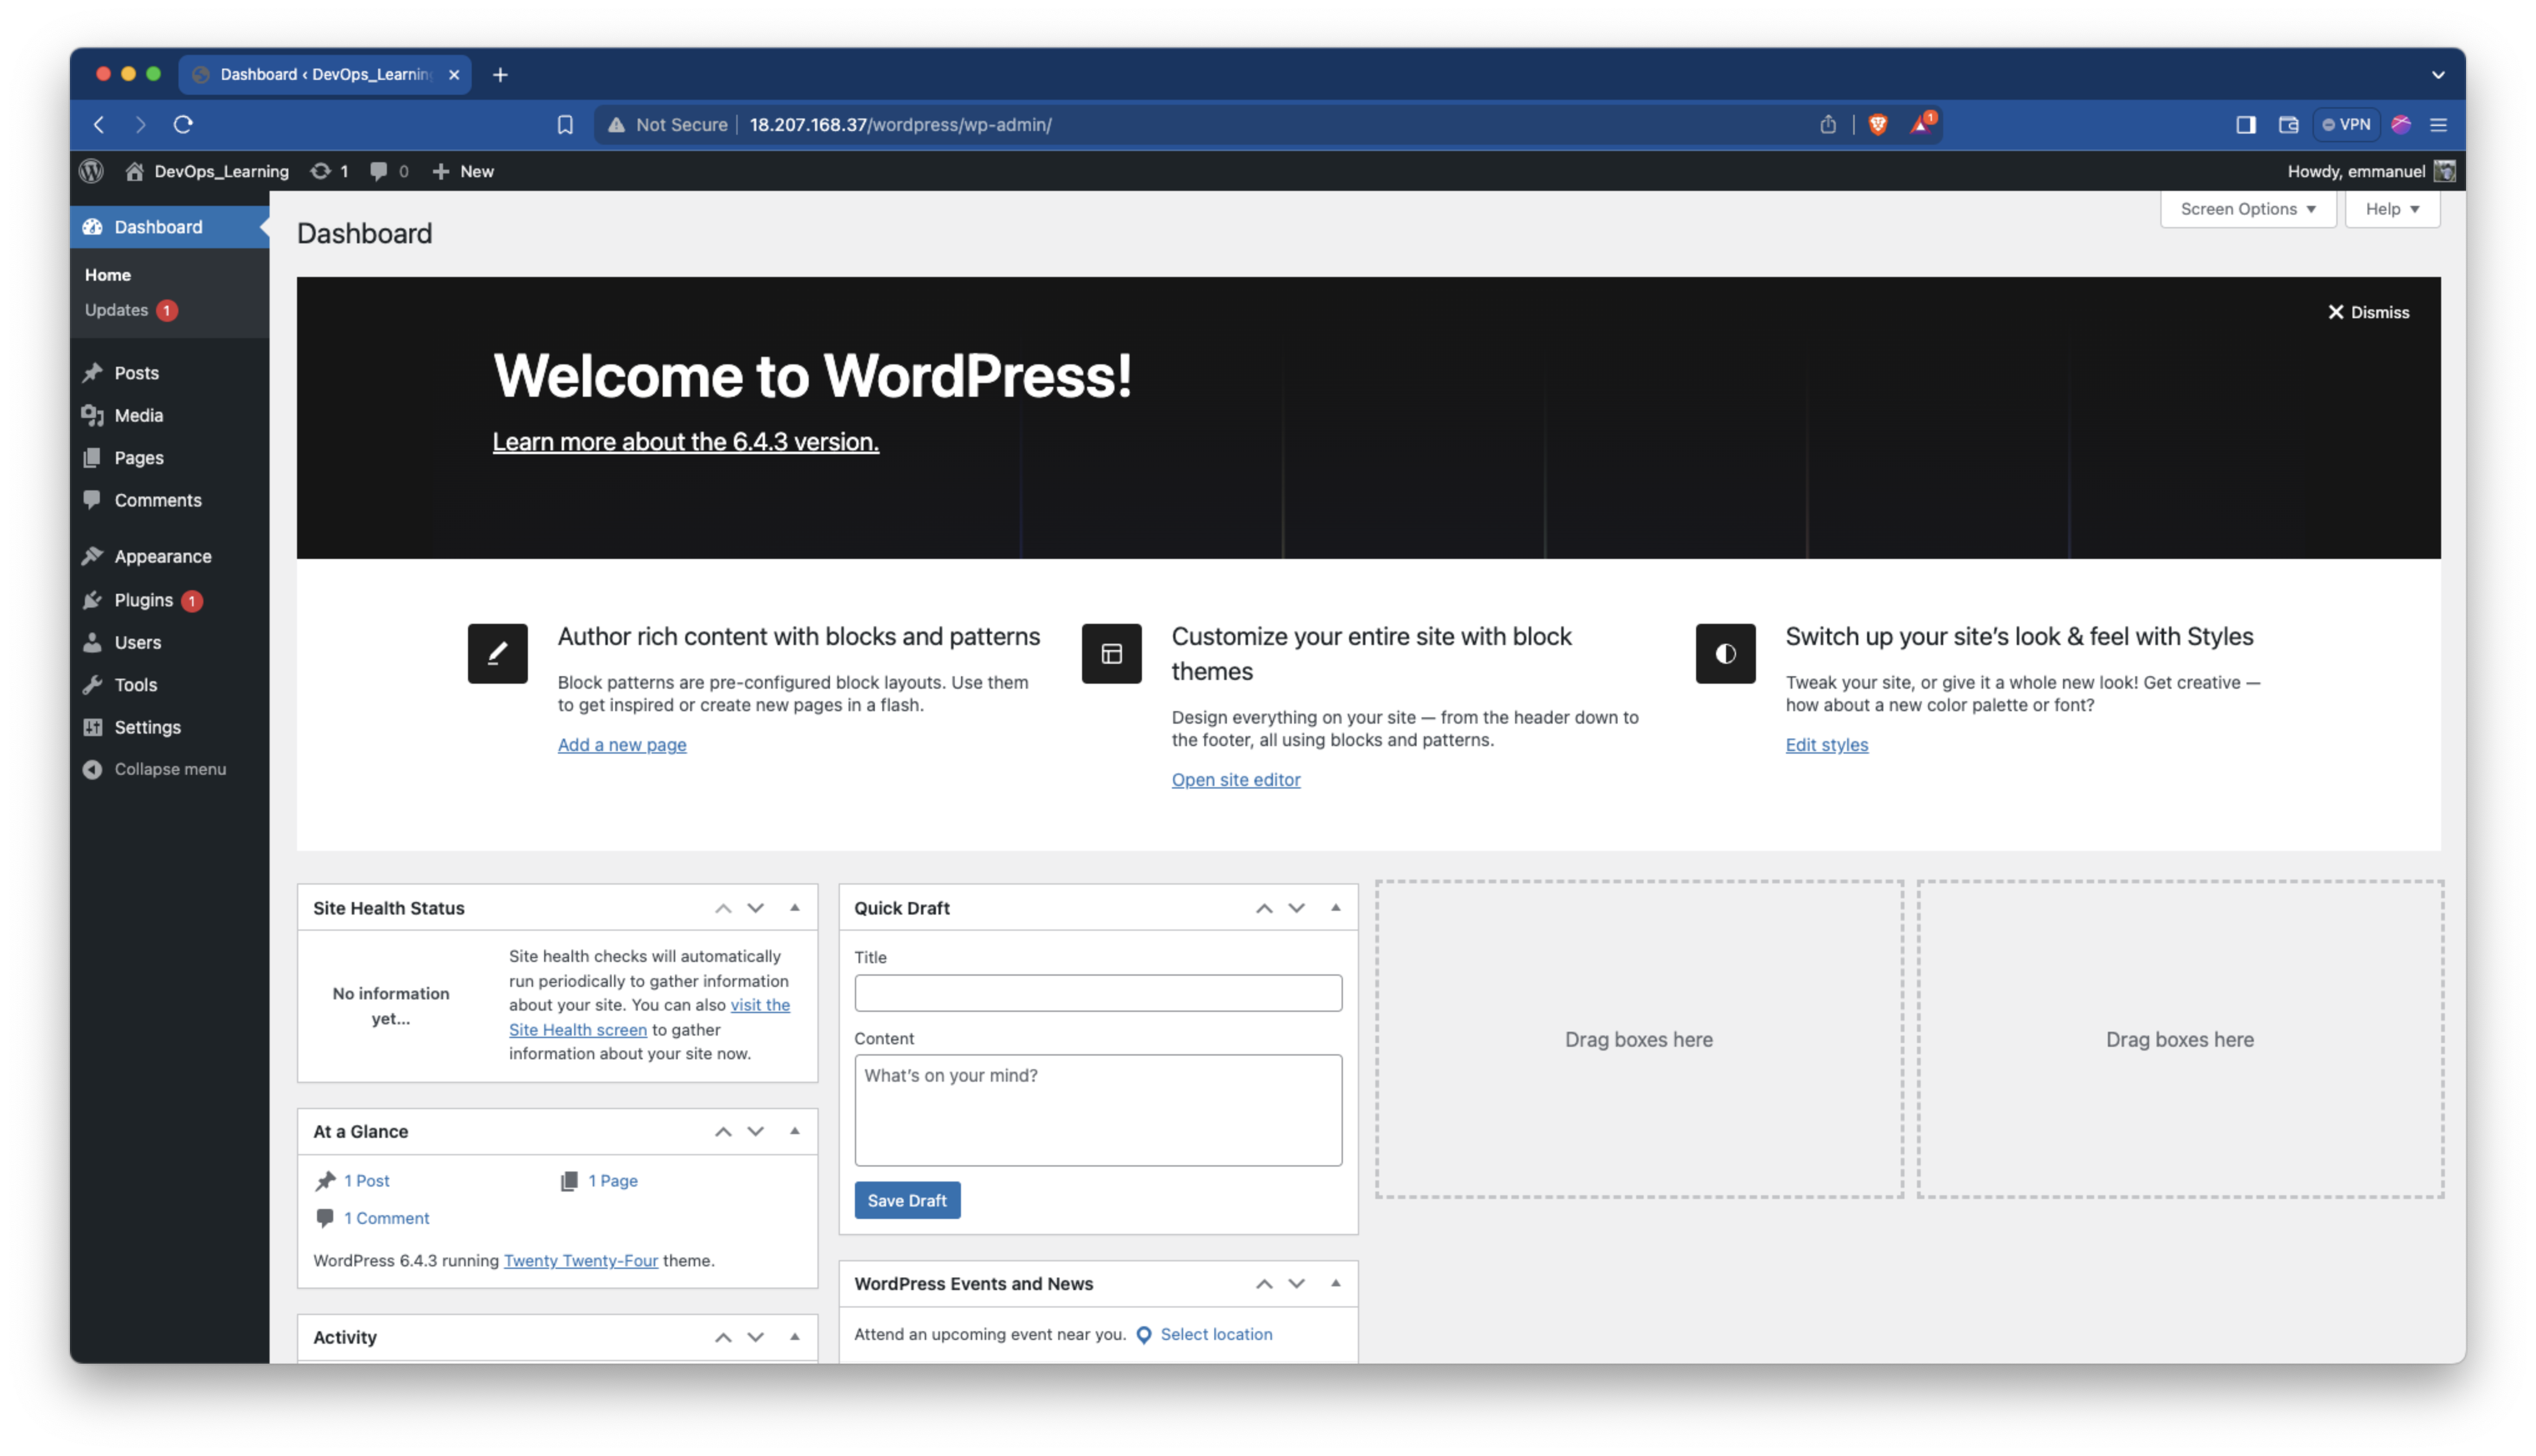 Dashboard ‹ DevOps_Learnin
Not Secure
18.207.168.37/wordpress/wp-admin/
1
VPN
DevOps_Learning
1
0
New
Howdy, emmanuel
Dashboard
Home
Updates 1
Posts
Media
Pages
Comments
Appearance
Plugins 1
Users
Tools
Settings
Collapse menu
Screen Options
Help
Dashboard
Dismiss
Welcome to WordPress!
Learn more about the 6.4.3 version.
Author rich content with blocks and patterns
Block patterns are pre-configured block layouts. Use them
to get inspired or create new pages in a flash.
Add a new page
Customize your entire site with block
themes
Design everything on your site — from the header down to
the footer, all using blocks and patterns.
Open site editor
Switch up your site’s look & feel with Styles
Tweak your site, or give it a whole new look! Get creative —
how about a new color palette or font?
Edit styles
Site Health Status
No information
yet...
Site health checks will automatically
run periodically to gather information
about your site. You can also visit the
Site Health screen to gather
information about your site now.
At a Glance
1 Post
1 Page
1 Comment
WordPress 6.4.3 running Twenty Twenty-Four theme.
Activity
Quick Draft
Title
Content
What’s on your mind?
Save Draft
WordPress Events and News
Attend an upcoming event near you.
Select location
Drag boxes here
Drag boxes here